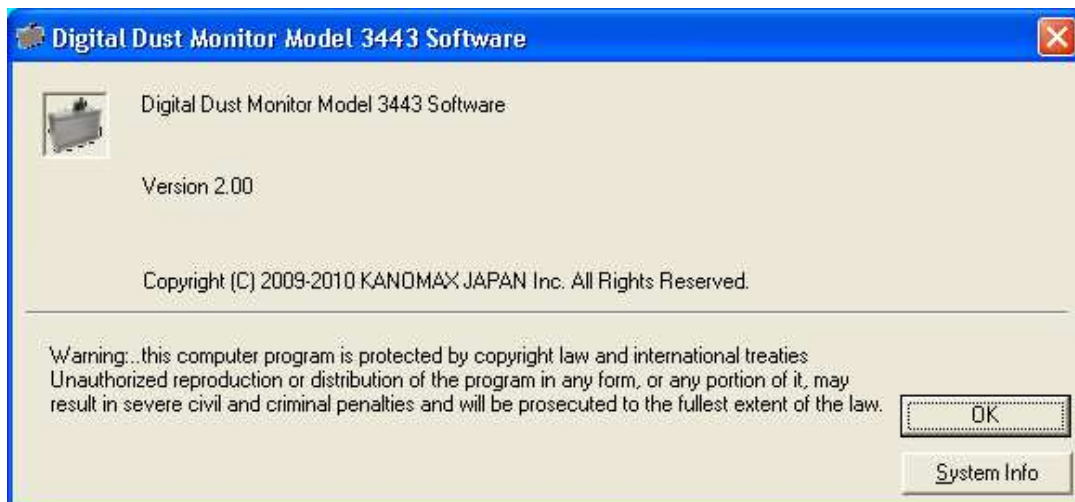 Digital Dust Monitor Model 3443 Software
Digital Dust Monitor Model 3443 Software
Version 2.00
Copyright (C) 2009-2010 KANOMAX JAPAN Inc. All Rights Reserved.
Warning:..this computer program is protected by copyright law and international treaties
Unauthorized reproduction or distribution of the program in any form, or any portion of it, may
result in severe civil and criminal penalties and will be prosecuted to the fullest extent of the law.
OK
System Info